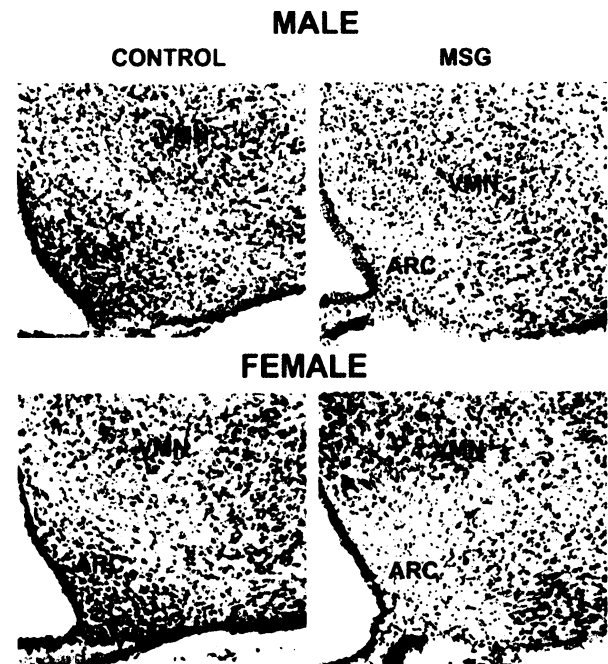 MALE
CONTROL MSG
VMN
VMN
ARC
FEMALE
VMN VMN
ARC ARC